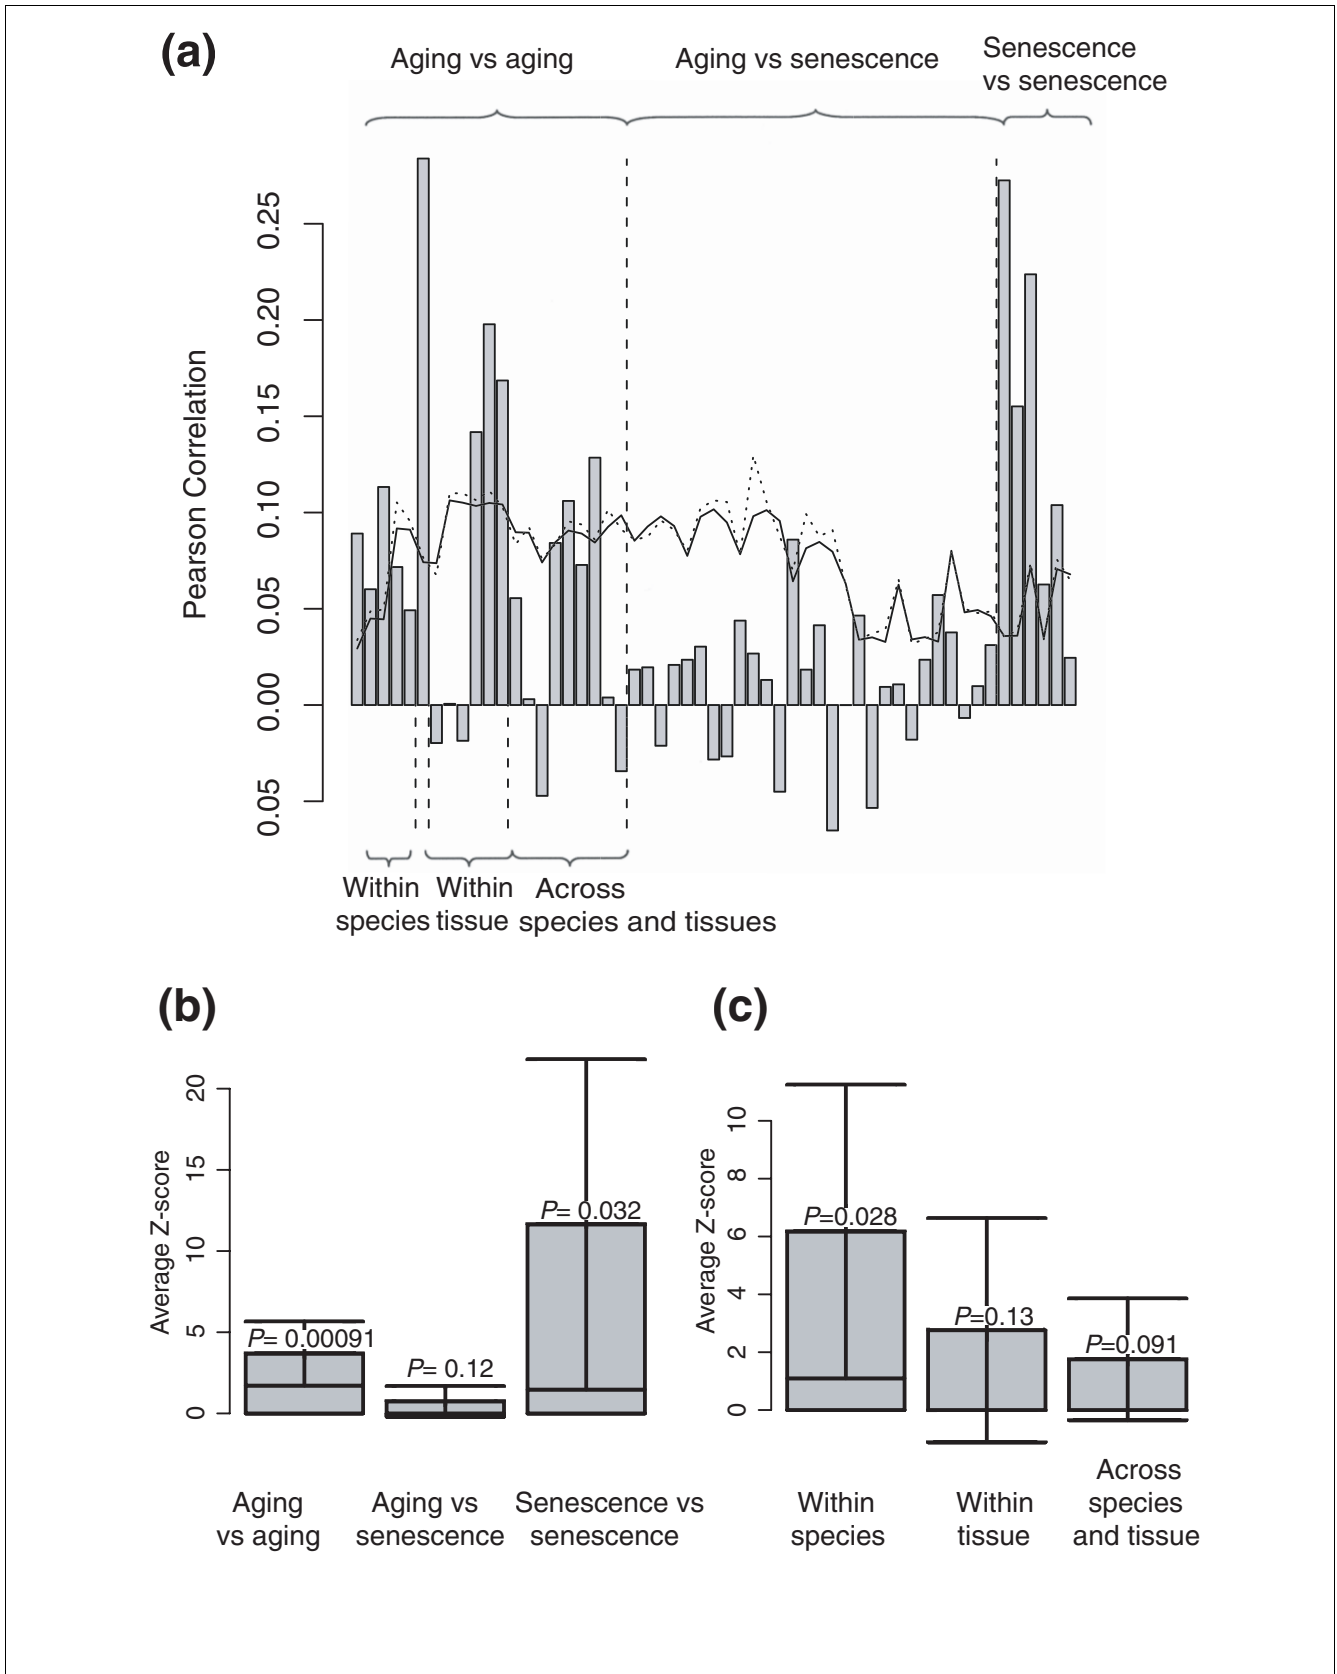 (a)
Aging vs aging
Aging vs senescence
Senescence
vs senescence
Pearson Correlation
0.25
0.20
0.15
0.10
0.05
0.00
0.05
Within
species
Within
tissue
Across
species and tissues
(b)
Average Z-score
20
15
10
5
0
P= 0.00091
P= 0.12
P= 0.032
Aging
vs aging
Aging vs
senescence
Senescence vs
senescence
(c)
Average Z-score
10
8
6
4
2
0
P=0.028
P=0.13
P=0.091
Within
species
Within
tissue
Across
species
and tissue